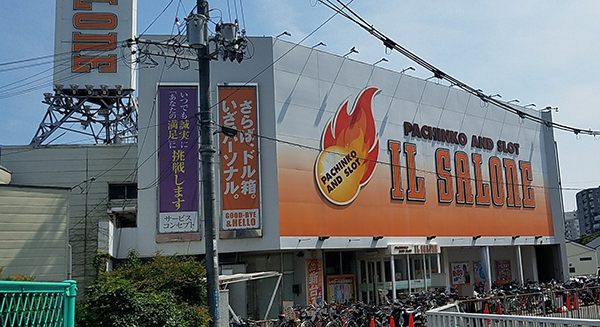 ILONE
いつでも誠実に
「あなたの満足」に
挑戦します
サービス
コンセプト
さらば、ドル箱。
いざ、パーソナル。
GOOD-BYE
& HELLO
PACHINKO
AND SLOT
PACHINKO AND SLOT
IL SALONE